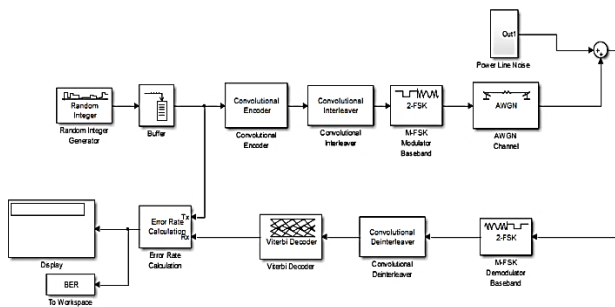 Out1
Power Line Noise
Random
Integer
Random Integer
Generator
Buffer
Convolutional
Encoder
Convolutional
Encoder
Convolutional
Interleaver
Convolutional
Interleaver
2-FSK
M-FSK
Modulator
Baseband
AWGN
AWGN
Channel
Display
BER
To Workspace
Error Rate
Calculation
Tx
Rx
Error Rate
Calculation
Viterbi Decoder
Viterbi Decoder
Convolutional
Deinterleaver
Convolutional
Deinterleaver
2-FSK
M-FSK
Demodulator
Baseband